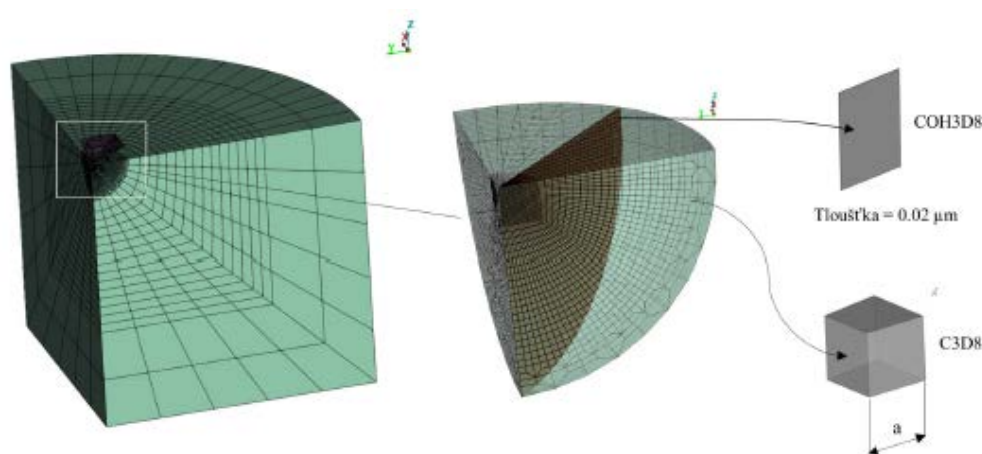 Z
Y
COH3D8
Tloušťka = 0.02 µm
C3D8
a